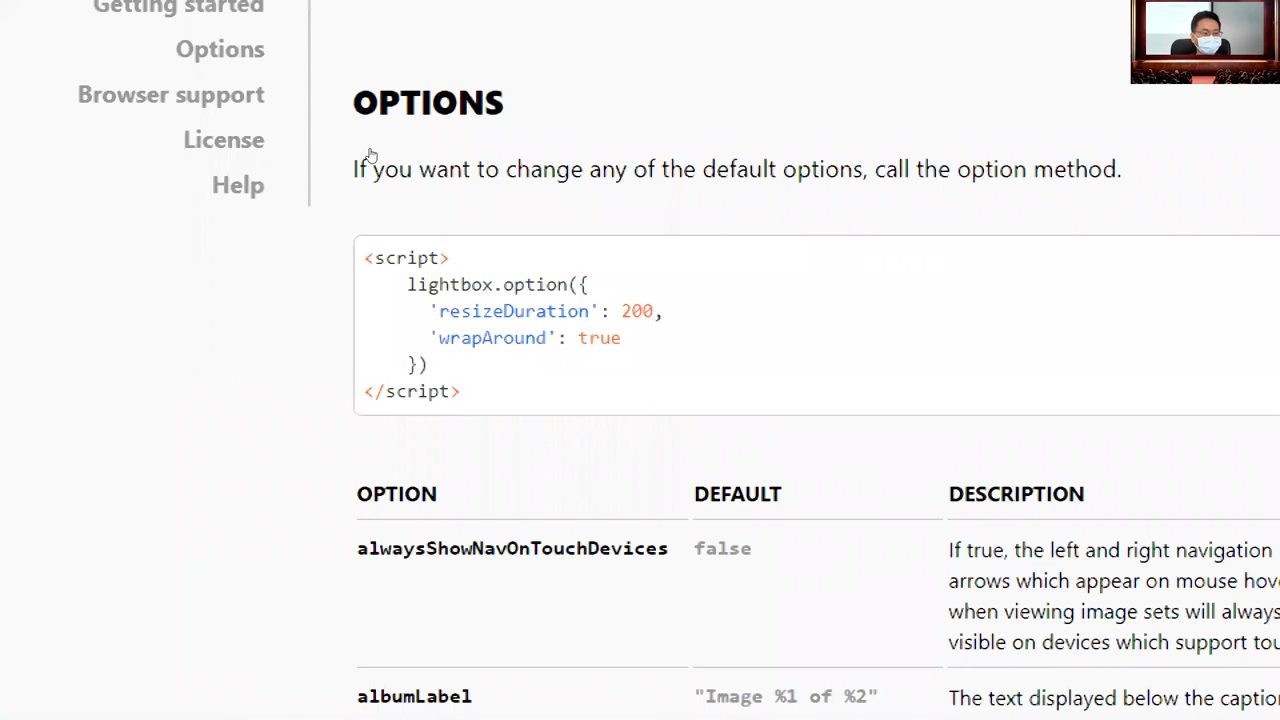 Getting started
Options
Browser support
License
Help
OPTIONS
If you want to change any of the default options, call the option method.
<script>
lightbox.option({
'resizeDuration': 200,
'wrapAround': true
})
</script>
OPTION DEFAULT DESCRIPTION
alwaysShowNavOnTouchDevices false If true, the left and right navigation
arrows which appear on mouse hov
when viewing image sets will always
visible on devices which support tou
albumLabel "Image %1 of %2" The text displayed below the captio